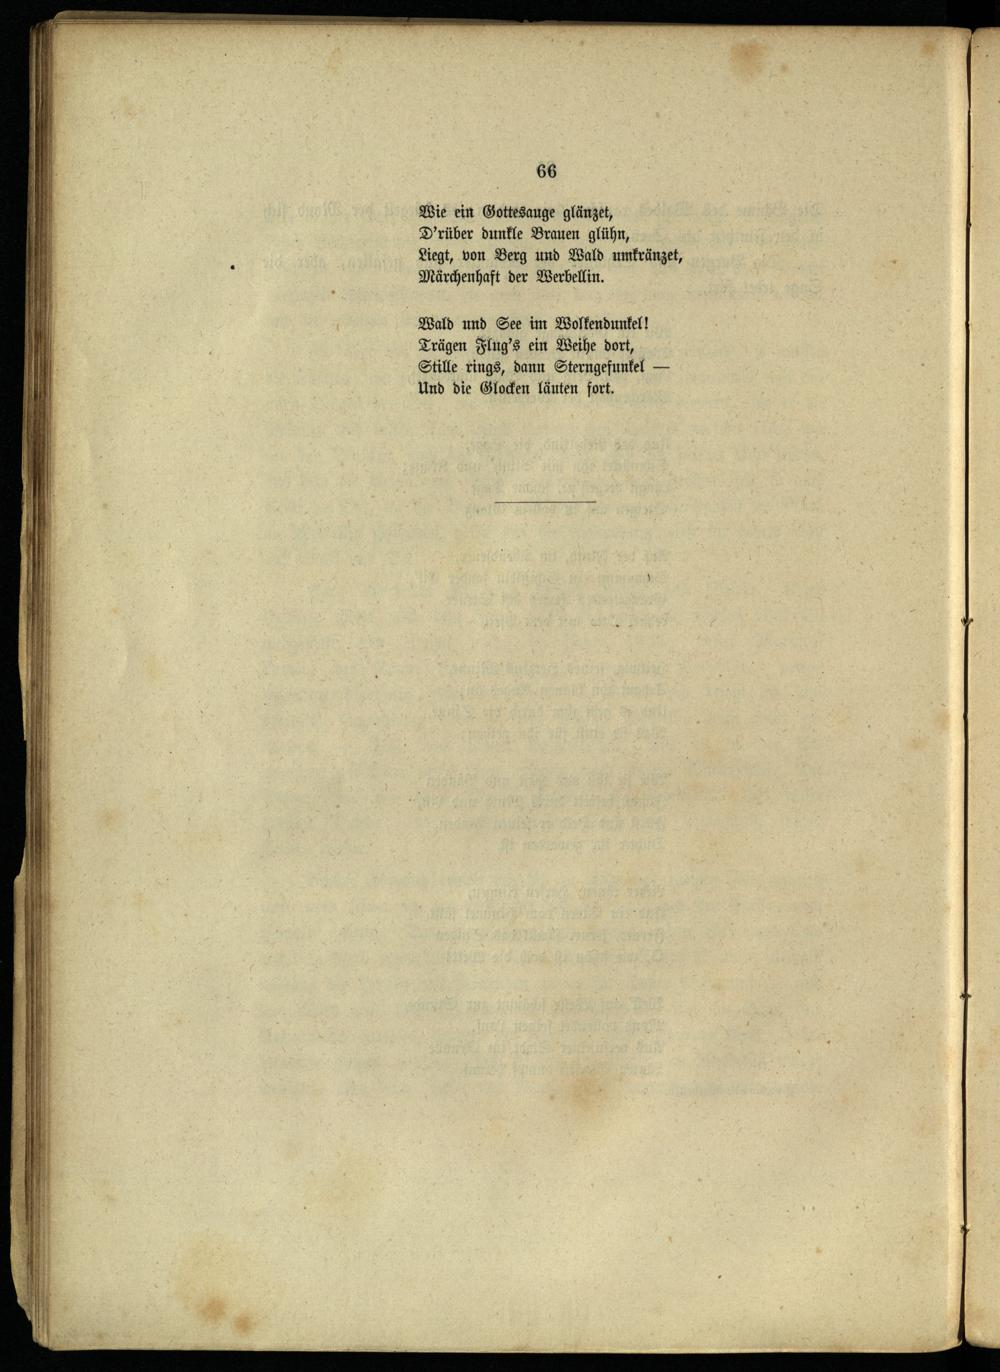 66
Wie ein Gottesauge glänzet,
D'rüber dunkle Brauen glühn,
Liegt, von Berg und Wald umkränzet,
Märchenhaft der Werbellin.
Wald und See im Wolkendunkel!
Trägen Flug's ein Weihe dort,
Stille rings, dann Sterngefunkel —
Und die Glocken läuten fort.